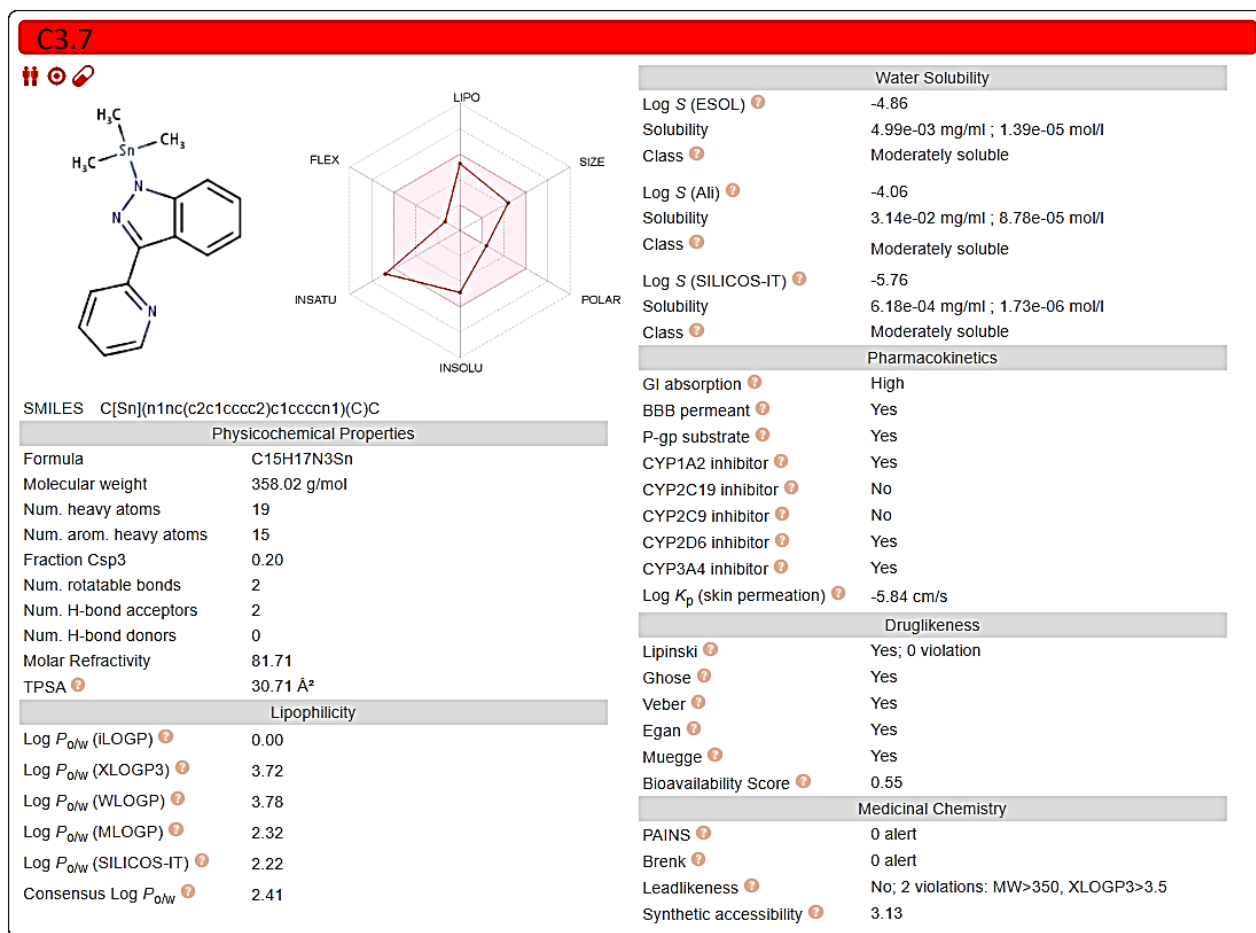 C3.7
H₃C
CH₃
Sn
H₃C
N
N
N
LIPO
FLEX
SIZE
INSATU
POLAR
INSOLU
SMILES C[Sn](n1nc(c2c1cccc2)c1ccccn1)(C)C
Physicochemical Properties
Formula C15H17N3Sn
Molecular weight 358.02 g/mol
Num. heavy atoms 19
Num. arom. heavy atoms 15
Fraction Csp3 0.20
Num. rotatable bonds 2
Num. H-bond acceptors 2
Num. H-bond donors 0
Molar Refractivity 81.71
TPSA ? 30.71 Å²
Lipophilicity
Log Po/w (iLOGP) ? 0.00
Log Po/w (XLOGP3) ? 3.72
Log Po/w (WLOGP) ? 3.78
Log Po/w (MLOGP) ? 2.32
Log Po/w (SILICOS-IT) ? 2.22
Consensus Log Po/w ? 2.41
Water Solubility
Log S (ESOL) ? -4.86
Solubility 4.99e-03 mg/ml ; 1.39e-05 mol/l
Class ? Moderately soluble
Log S (Ali) ? -4.06
Solubility 3.14e-02 mg/ml ; 8.78e-05 mol/l
Class ? Moderately soluble
Log S (SILICOS-IT) ? -5.76
Solubility 6.18e-04 mg/ml ; 1.73e-06 mol/l
Class ? Moderately soluble
Pharmacokinetics
GI absorption ? High
BBB permeant ? Yes
P-gp substrate ? Yes
CYP1A2 inhibitor ? Yes
CYP2C19 inhibitor ? No
CYP2C9 inhibitor ? No
CYP2D6 inhibitor ? Yes
CYP3A4 inhibitor ? Yes
Log Kp (skin permeation) ? -5.84 cm/s
Druglikeness
Lipinski ? Yes; 0 violation
Ghose ? Yes
Veber ? Yes
Egan ? Yes
Muegge ? Yes
Bioavailability Score ? 0.55
Medicinal Chemistry
PAINS ? 0 alert
Brenk ? 0 alert
Leadlikeness ? No; 2 violations: MW>350, XLOGP3>3.5
Synthetic accessibility ? 3.13